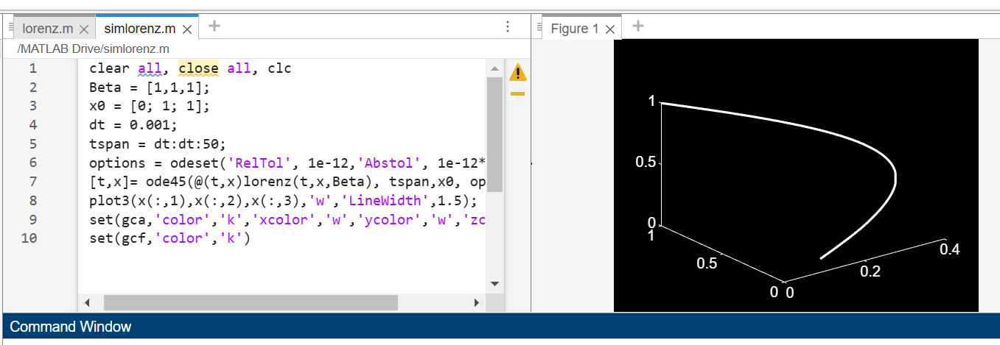 lorenz.m × simlorenz.m × +
/MATLAB Drive/simlorenz.m
1 clear all, close all, clc
2 Beta = [1,1,1];
3 x0 = [0; 1; 1];
4 dt = 0.001;
5 tspan = dt:dt:50;
6 options = odeset('RelTol', 1e-12,'Abstol', 1e-12*
7 [t,x]= ode45(@(t,x)lorenz(t,x,Beta), tspan,x0, op
8 plot3(x(:,1),x(:,2),x(:,3),'w','LineWidth',1.5);
9 set(gca,'color','k','xcolor','w','ycolor','w','zc
10 set(gcf,'color','k')
Figure 1 × +
1
0.5
0
1
0.5
0 0
0.2
0.4
Command Window